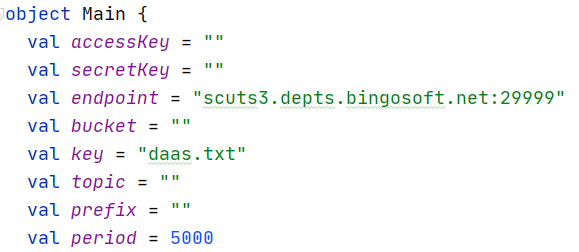 object Main {
val accessKey = ""
val secretKey = ""
val endpoint = "scuts3.depts.bingosoft.net:29999"
val bucket = ""
val key = "daas.txt"
val topic = ""
val prefix = ""
val period = 5000